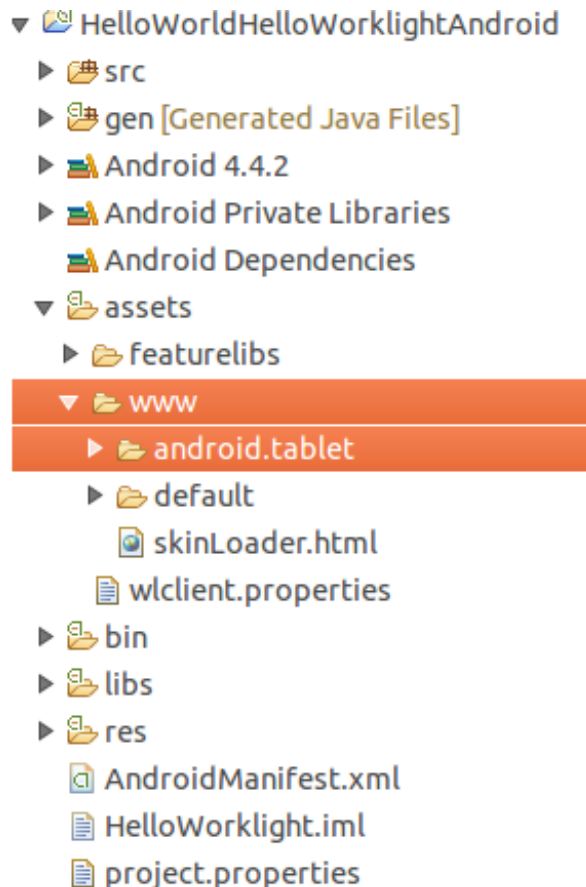 HelloWorldHelloWorklightAndroid
src
gen [Generated Java Files]
Android 4.4.2
Android Private Libraries
Android Dependencies
assets
featurelibs
www
android.tablet
default
skinLoader.html
wlclient.properties
bin
libs
res
AndroidManifest.xml
HelloWorklight.iml
project.properties